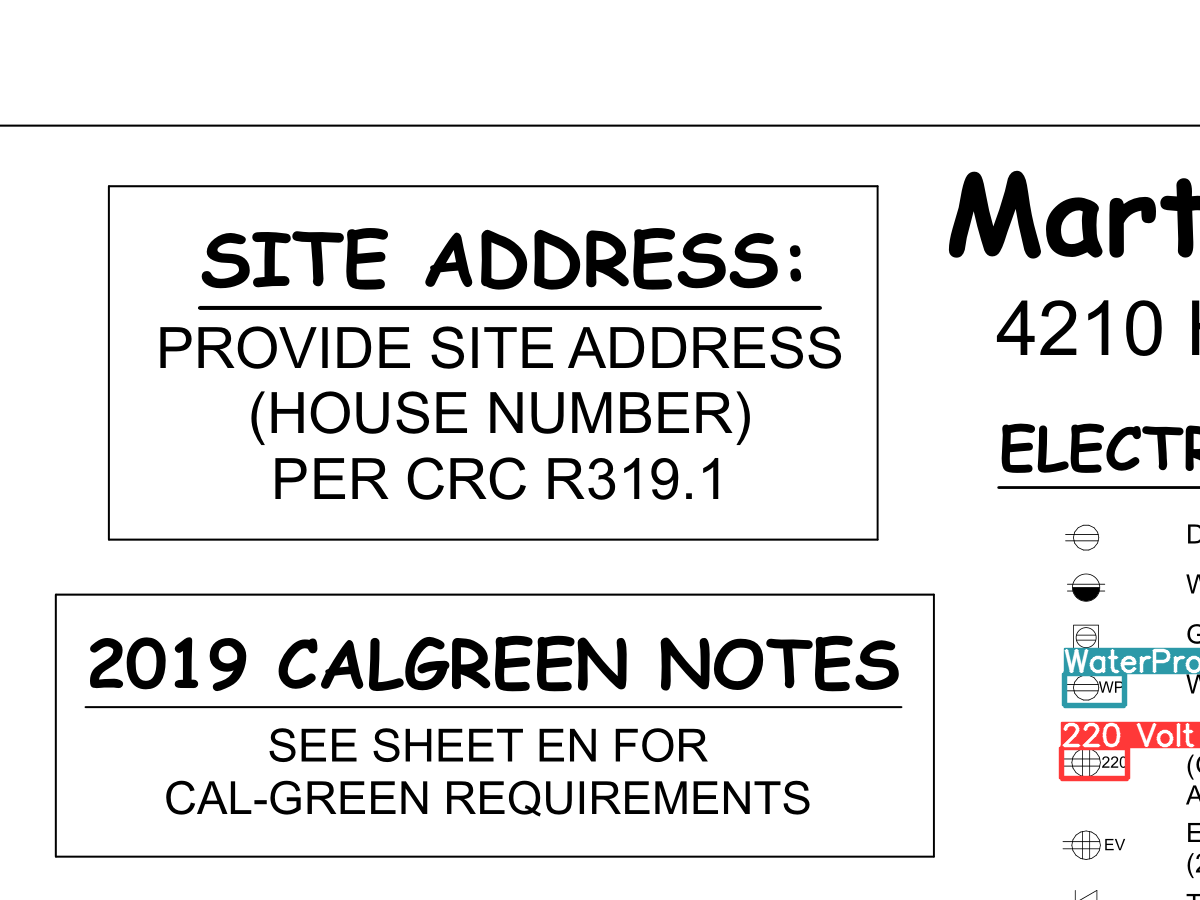 SITE ADDRESS:
PROVIDE SITE ADDRESS
(HOUSE NUMBER)
PER CRC R319.1
2019 CALGREEN NOTES
SEE SHEET EN FOR
CAL-GREEN REQUIREMENTS
Mart
4210
ELECTR
D
W
G
WaterPro
WP
W
220 Volt
220
(
A
EV
E
(2